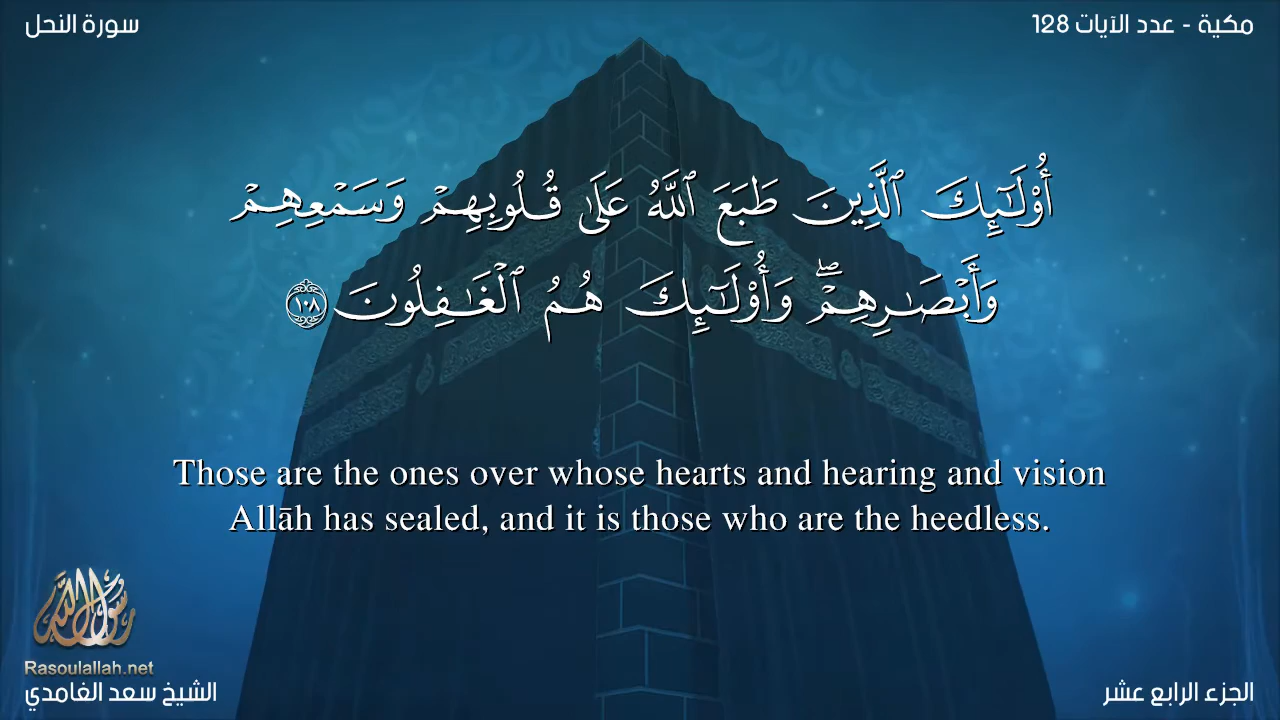 مكية - عدد الآيات 128
سورة النحل
أُوْلَـٰٓئِكَ ٱلَّذِينَ طَبَعَ ٱللَّهُ عَلَىٰ قُلُوبِهِمْ وَسَمْعِهِمْ
وَأَبْصَـٰرِهِمْ ۖ وَأُوْلَـٰٓئِكَ هُمُ ٱلْغَـٰفِلُونَ ١٠٨
Those are the ones over whose hearts and hearing and vision
Allāh has sealed, and it is those who are the heedless.
رسول الله
Rasoulallah.net
الجزء الرابع عشر
الشيخ سعد الغامدي